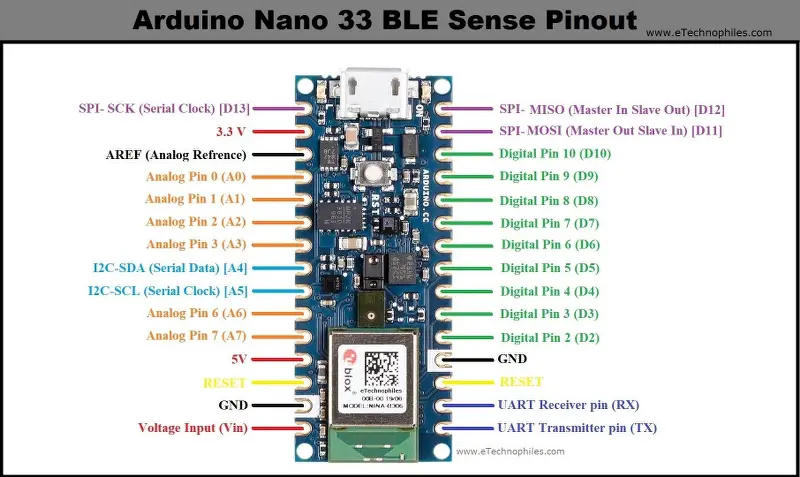 Arduino Nano 33 BLE Sense Pinout
www.eTechnophiles.com
SPI- SCK (Serial Clock) [D13]
3.3 V
AREF (Analog Refrence)
Analog Pin 0 (A0)
Analog Pin 1 (A1)
Analog Pin 2 (A2)
Analog Pin 3 (A3)
I2C-SDA (Serial Data) [A4]
I2C-SCL (Serial Clock) [A5]
Analog Pin 6 (A6)
Analog Pin 7 (A7)
5V
RESET
GND
Voltage Input (Vin)
ON
ARDUINO.CC
RST
blox
eTechnophiles
MODEL:NINA-B306
SPI- MISO (Master In Slave Out) [D12]
SPI-MOSI (Master Out Slave In) [D11]
Digital Pin 10 (D10)
Digital Pin 9 (D9)
Digital Pin 8 (D8)
Digital Pin 7 (D7)
Digital Pin 6 (D6)
Digital Pin 5 (D5)
Digital Pin 4 (D4)
Digital Pin 3 (D3)
Digital Pin 2 (D2)
GND
RESET
UART Receiver pin (RX)
UART Transmitter pin (TX)
www.eTechnophiles.com